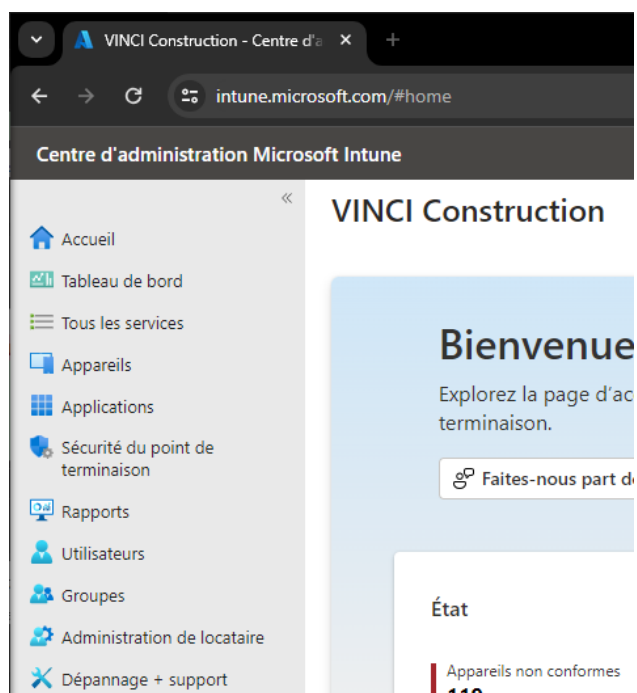 VINCI Construction - Centre d'a
intune.microsoft.com/#home
Centre d'administration Microsoft Intune
«
VINCI Construction
Accueil
Tableau de bord
Tous les services
Appareils
Applications
Sécurité du point de
terminaison
Rapports
Utilisateurs
Groupes
Administration de locataire
Dépannage + support
Bienvenue
Explorez la page d'ac
terminaison.
Faites-nous part de
État
Appareils non conformes